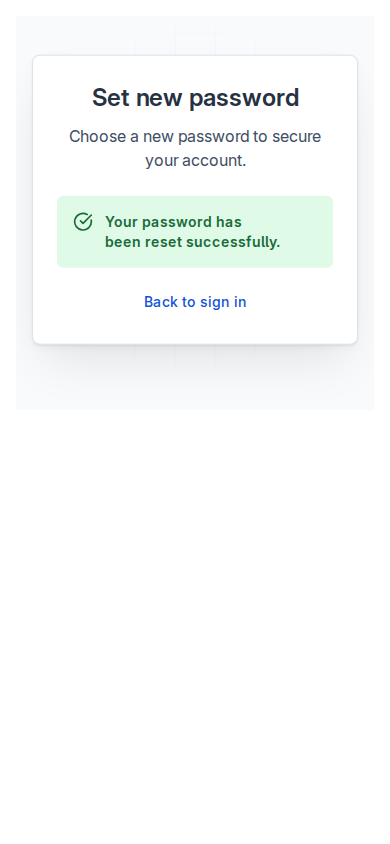 Set new password
Choose a new password to secure
your account.
Your password has
been reset successfully.
Back to sign in